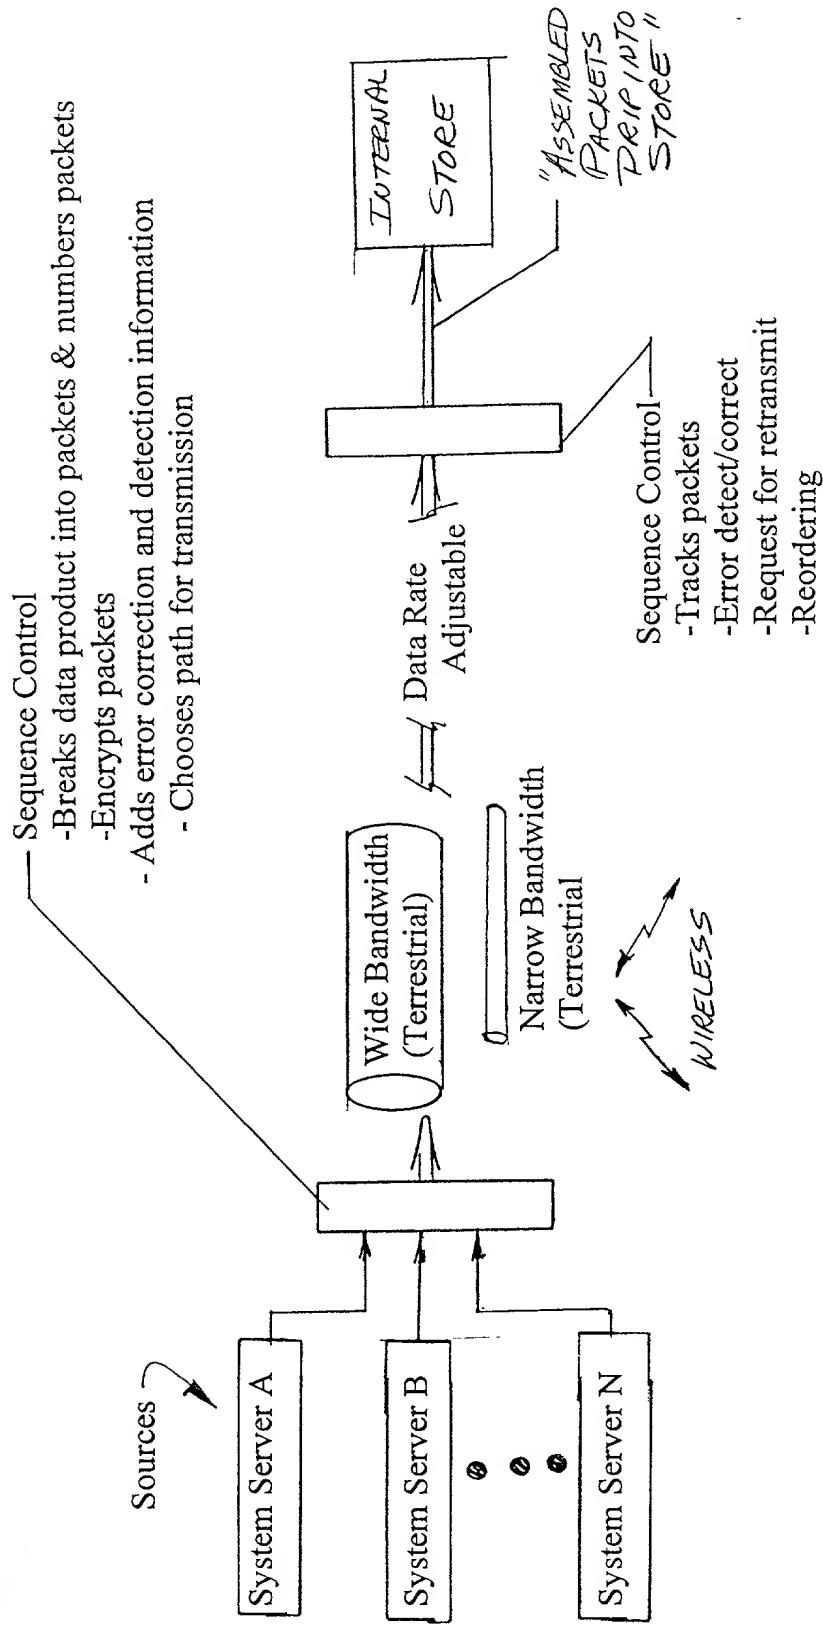 Sequence Control
-Breaks data product into packets & numbers packets
-Encrypts packets
- Adds error correction and detection information
- Chooses path for transmission
Sources
System Server A
System Server B
System Server N
Wide Bandwidth
(Terrestrial)
Narrow Bandwidth
(Terrestrial
WIRELESS
Data Rate
Adjustable
INTERNAL
STORE
"ASSEMBLED
PACKETS
DRIP INTO
STORE"
Sequence Control
-Tracks packets
-Error detect/correct
-Request for retransmit
-Reordering